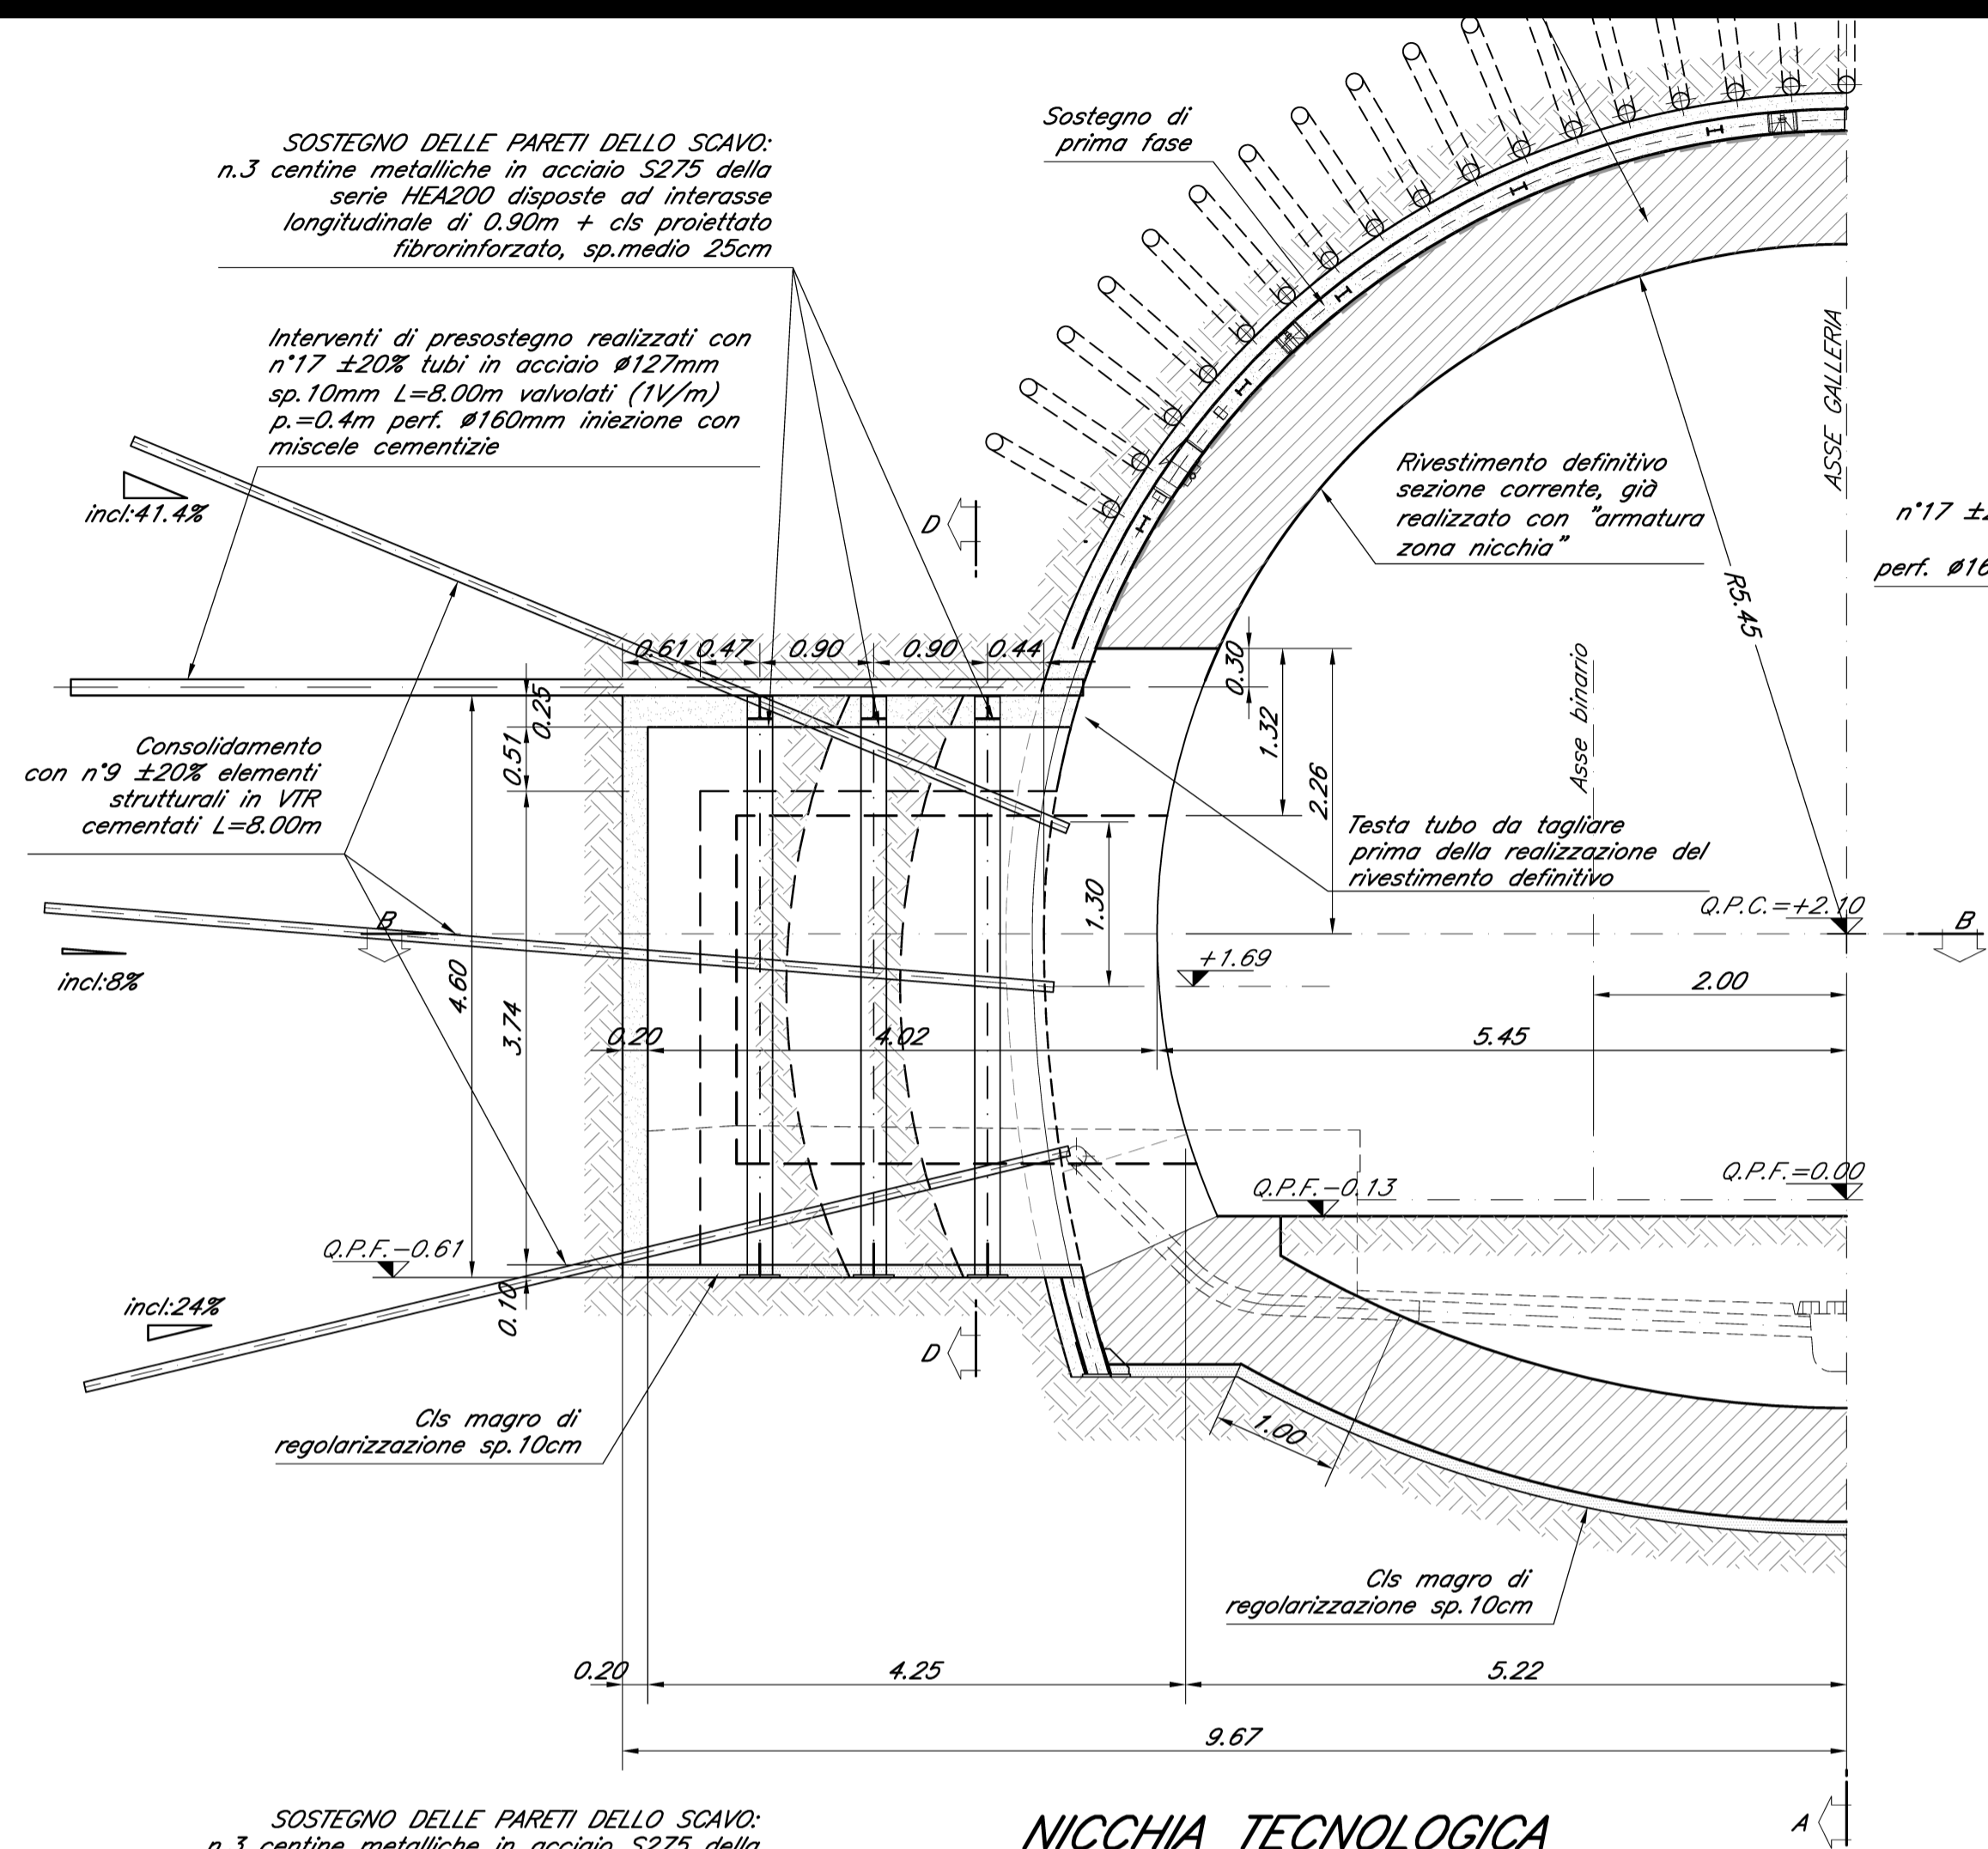 SOSTEGNO DELLE PARETI DELLO SCAVO:
n.3 centine metalliche in acciaio S275 della
serie HEA200 disposte ad interasse
longitudinale di 0.90m + cls proiettato
fibrorinforzato, sp.medio 25cm
Sostegno di
prima fase
Interventi di presostegno realizzati con
n°17 ±20% tubi in acciaio ø127mm
sp.10mm L=8.00m valvolati (1V/m)
p.=0.4m perf. ø160mm iniezione con
miscele cementizie
ASSE GALLERIA
Rivestimento definitivo
sezione corrente, già
realizzato con "armatura
zona nicchia"
n°17 ±2
perf. ø16
incl:41.4%
D
R5.45
0.61
0.47
0.90
0.90
0.44
0.30
0.25
1.32
2.26
Asse binario
0.51
Consolidamento
con n°9 ±20% elementi
strutturali in VTR
cementati L=8.00m
Testa tubo da tagliare
prima della realizzazione del
rivestimento definitivo
1.30
Q.P.C.=+2.10
B
B
+1.69
incl:8%
4.60
3.74
2.00
0.20
4.02
5.45
Q.P.F.-0.13
Q.P.F.=0.00
Q.P.F.-0.61
incl:24%
0.10
D
Cls magro di
regolarizzazione sp.10cm
1.00
Cls magro di
regolarizzazione sp.10cm
0.20
4.25
5.22
9.67
SOSTEGNO DELLE PARETI DELLO SCAVO:
n.3 centine metalliche in acciaio S275 della
NICCHIA TECNOLOGICA
A